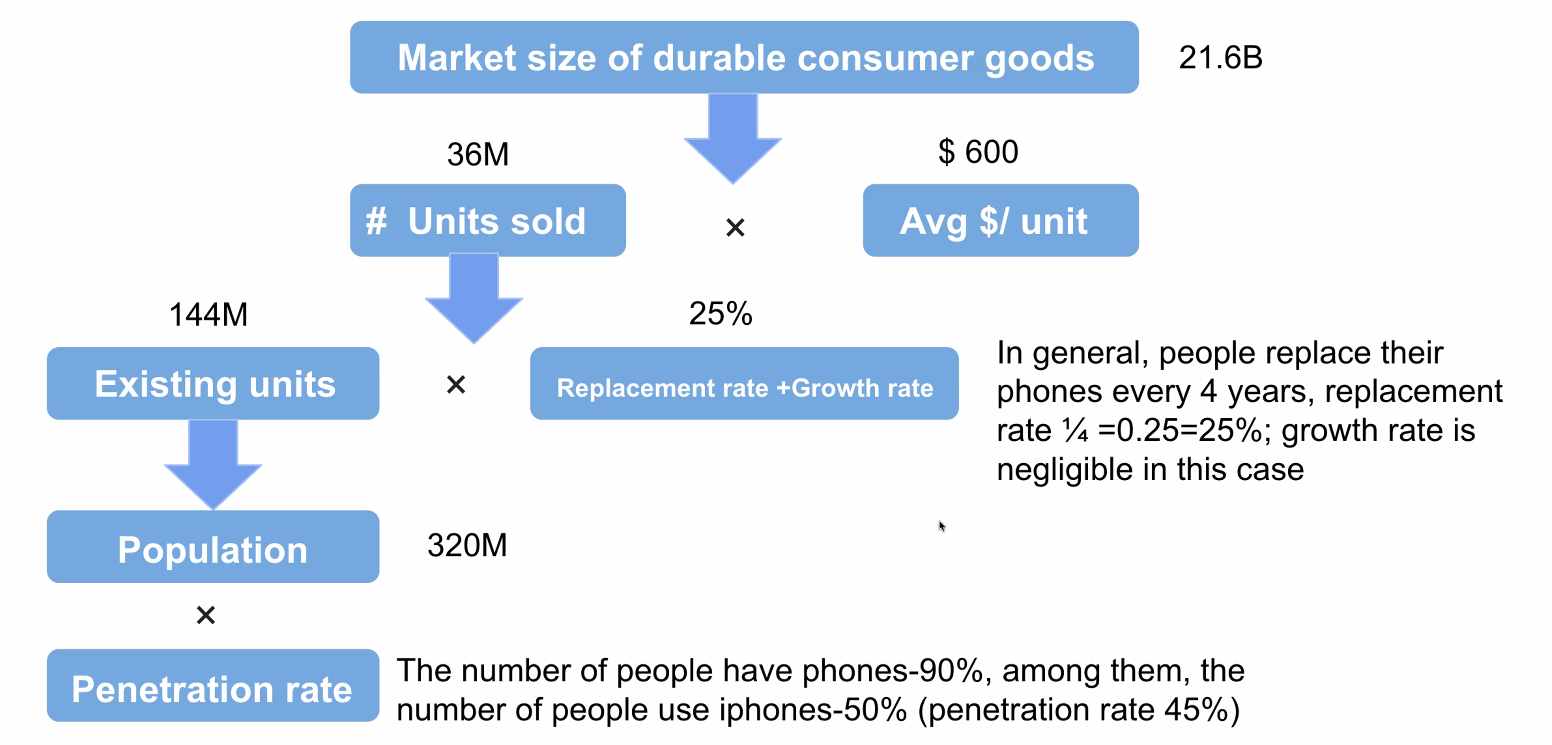 Market size of durable consumer goods
21.6B
36M
$ 600
# Units sold
×
Avg $/ unit
144M
25%
Existing units
×
Replacement rate +Growth rate
In general, people replace their
phones every 4 years, replacement
rate ¼ =0.25=25%; growth rate is
negligible in this case
Population
320M
×
Penetration rate
The number of people have phones-90%, among them, the
number of people use iphones-50% (penetration rate 45%)